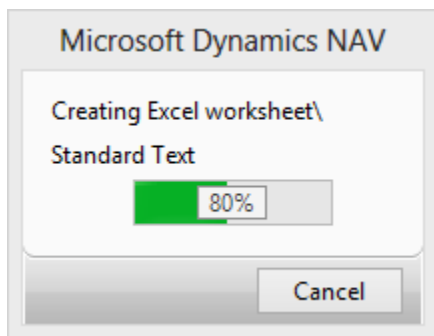 Microsoft Dynamics NAV
Creating Excel worksheet\
Standard Text
80%
Cancel